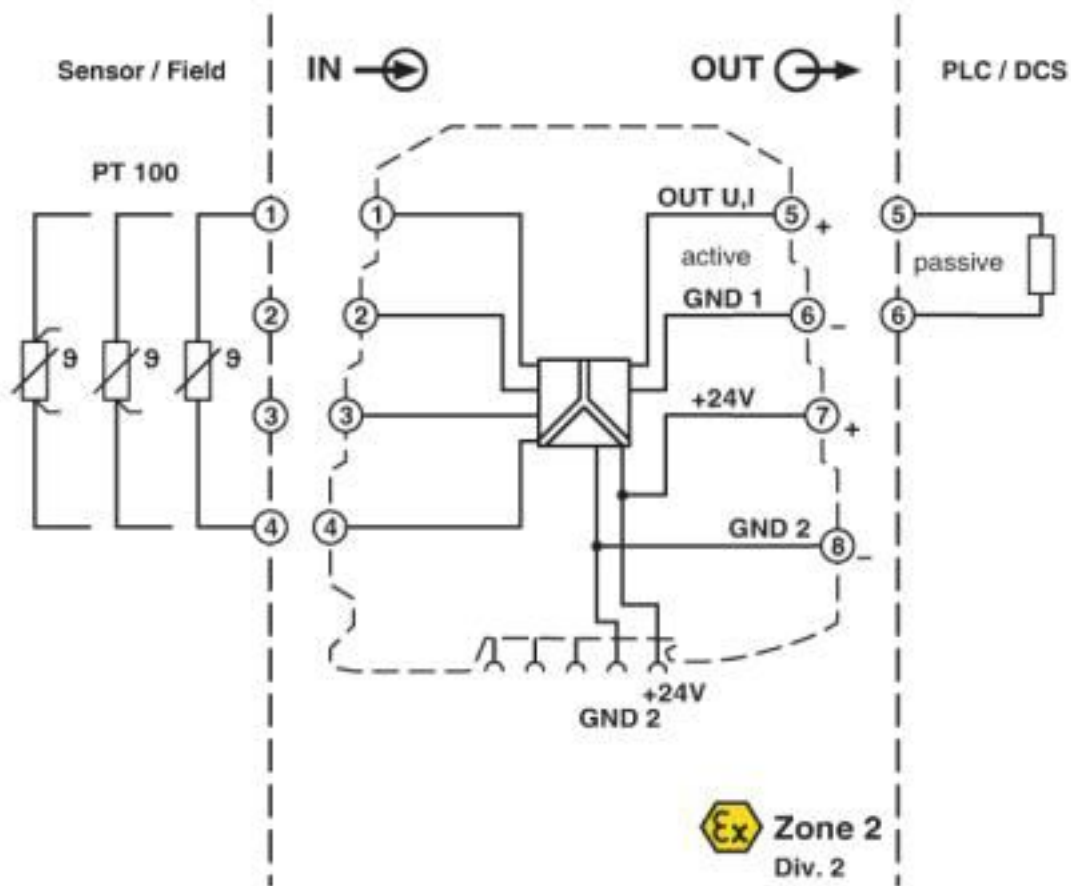 Sensor / Field
IN
OUT
PLC / DCS
PT 100
1
1
OUT U,I
5
+
5
active
passive
2
2
GND 1
6
–
6
ϑ
ϑ
ϑ
3
3
+24V
7
+
4
4
GND 2
8
–
+24V
GND 2
Ex
Zone 2
Div. 2